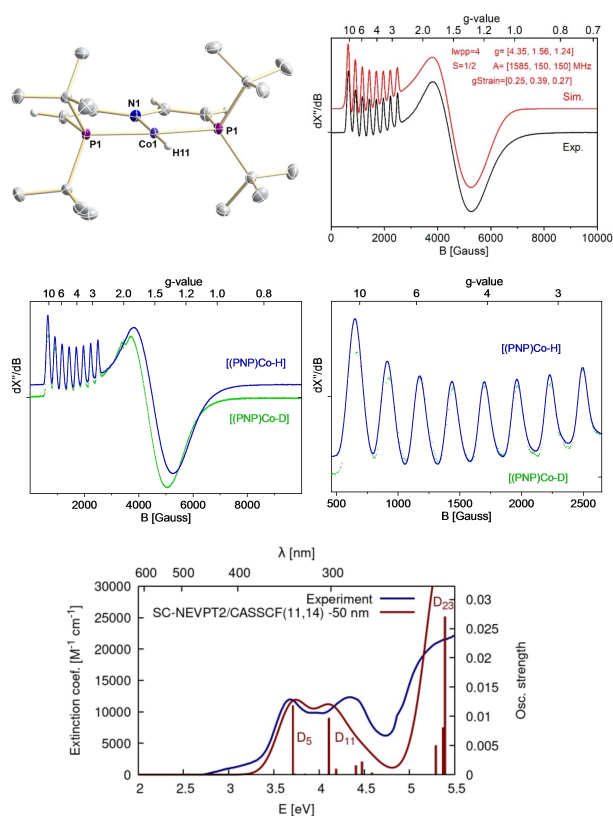 N1
P1
Co1
P1
H11
g-value
10 6 4 3 2.0 1.5 1.2 1.0 0.8 0.7
lwpp=4 g= [4.35, 1.56, 1.24]
S=1/2 A= [1585, 150, 150] MHz
gStrain=[0.25, 0.39, 0.27]
Sim.
Exp.
dX''/dB
0 2000 4000 6000 8000 10000
B [Gauss]
g-value
10 6 4 3 2.0 1.5 1.2 1.0 0.8
[(PNP)Co-H]
[(PNP)Co-D]
dX''/dB
2000 4000 6000 8000
B [Gauss]
g-value
10 6 4 3
[(PNP)Co-H]
[(PNP)Co-D]
dX''/dB
500 1000 1500 2000 2500
B [Gauss]
λ [nm]
600 500 400 300
Experiment
SC-NEVPT2/CASSCF(11,14) -50 nm
D23
D5
D11
Extinction coef. [M-1 cm-1]
30000
25000
20000
15000
10000
5000
0
Osc. strength
0.03
0.025
0.02
0.015
0.01
0.005
0
2 2.5 3 3.5 4 4.5 5 5.5
E [eV]